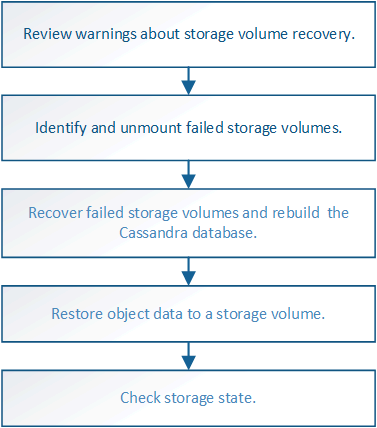 Review warnings about storage volume recovery.
Identify and unmount failed storage volumes.
Recover failed storage volumes and rebuild the
Cassandra database.
Restore object data to a storage volume.
Check storage state.